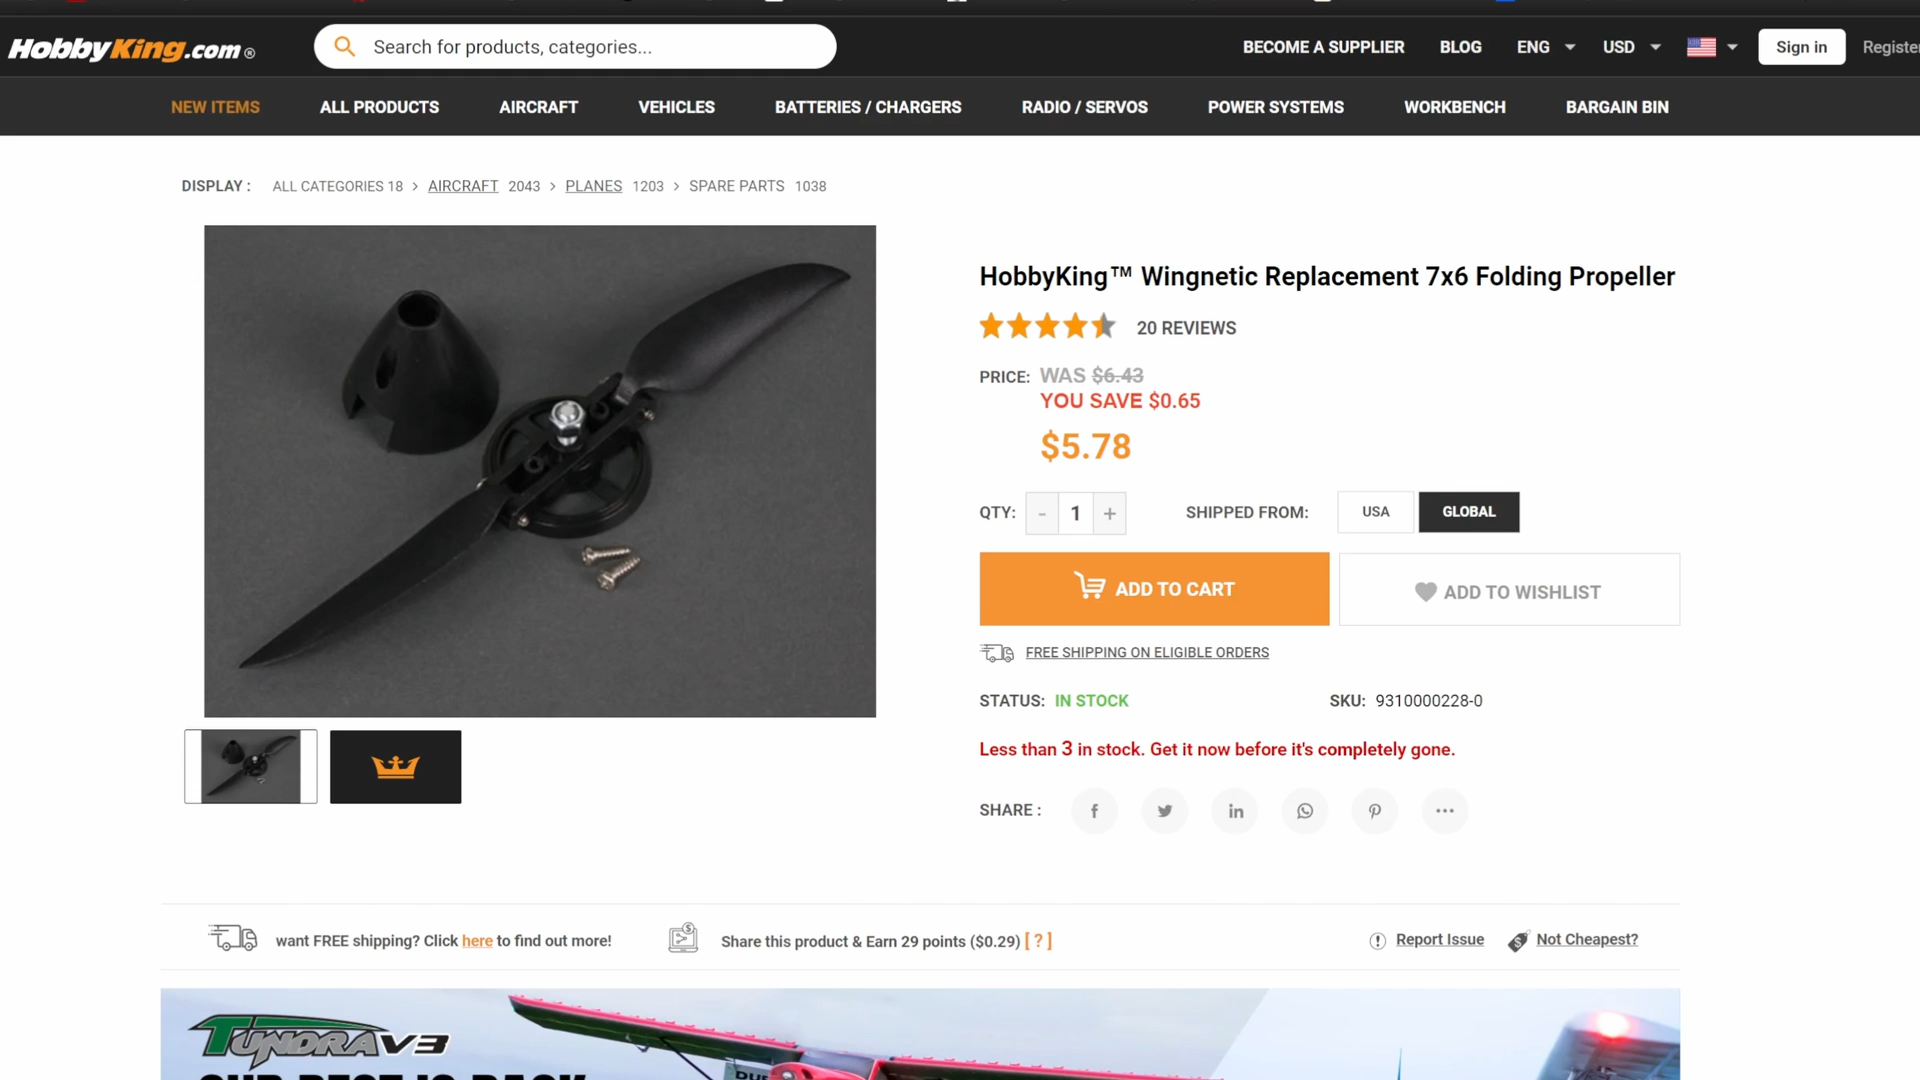 HobbyKing.com®
Search for products, categories...
BECOME A SUPPLIER
BLOG
ENG
USD
Sign in
Register
NEW ITEMS
ALL PRODUCTS
AIRCRAFT
VEHICLES
BATTERIES / CHARGERS
RADIO / SERVOS
POWER SYSTEMS
WORKBENCH
BARGAIN BIN
DISPLAY : ALL CATEGORIES 18 > AIRCRAFT 2043 > PLANES 1203 > SPARE PARTS 1038
HobbyKing™ Wingnetic Replacement 7x6 Folding Propeller
20 REVIEWS
PRICE: WAS $6.43
YOU SAVE $0.65
$5.78
QTY: - 1 +
SHIPPED FROM: USA GLOBAL
ADD TO CART
ADD TO WISHLIST
FREE SHIPPING ON ELIGIBLE ORDERS
STATUS: IN STOCK
SKU: 9310000228-0
Less than 3 in stock. Get it now before it's completely gone.
SHARE :
want FREE shipping? Click here to find out more!
Share this product & Earn 29 points ($0.29) [ ? ]
Report Issue
Not Cheapest?
TUNDRA V3
OUR BEST IS BACK